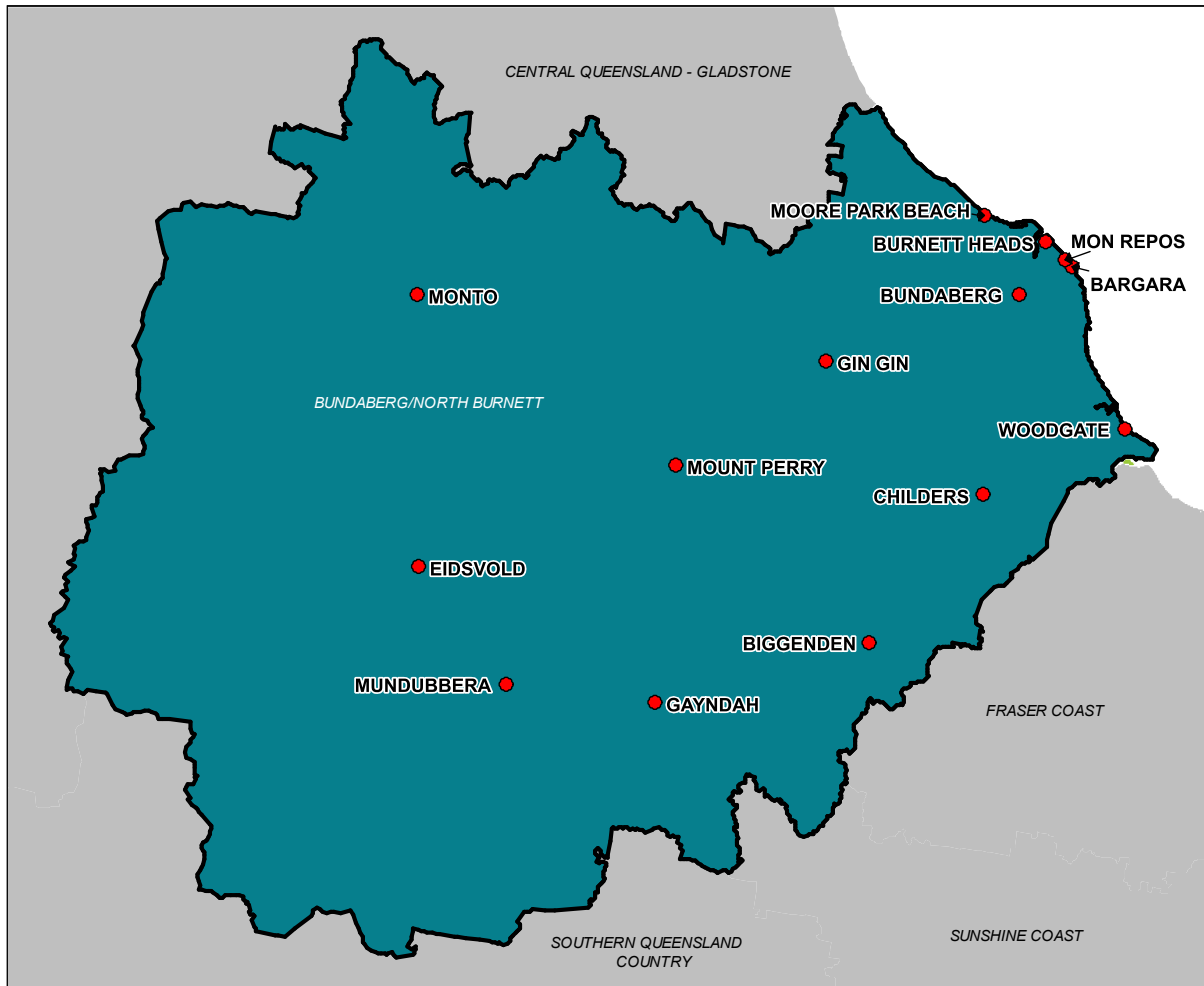 CENTRAL QUEENSLAND - GLADSTONE
MOORE PARK BEACH
BURNETT HEADS
MON REPOS
BARGARA
MONTO
BUNDABERG
GIN GIN
BUNDABERG/NORTH BURNETT
WOODGATE
MOUNT PERRY
CHILDERS
EIDSVOLD
BIGGENDEN
MUNDUBBERA
GAYNDAH
FRASER COAST
SOUTHERN QUEENSLAND
COUNTRY
SUNSHINE COAST